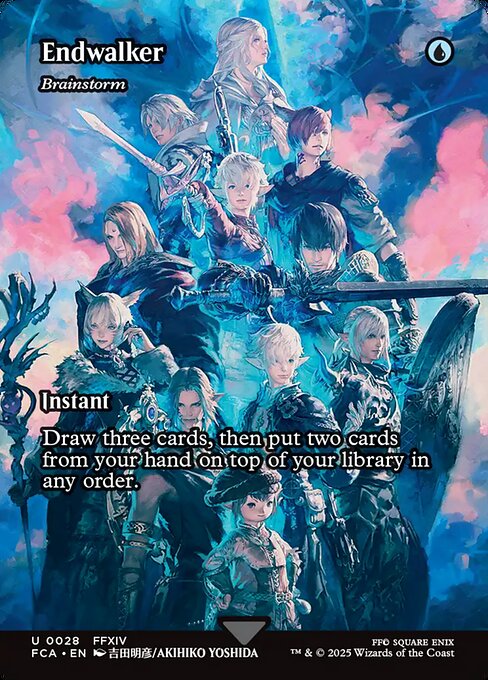 Endwalker
Brainstorm
Instant
Draw three cards, then put two cards
from your hand on top of your library in
any order.
U 0028 FFXIV
FCA • EN 吉田明彦/AKIHIKO YOSHIDA
FF© SQUARE ENIX
™ & © 2025 Wizards of the Coast